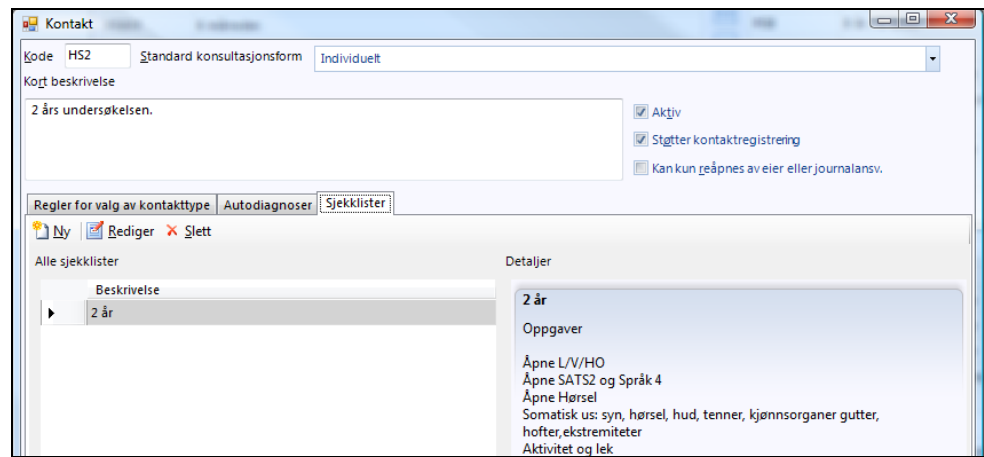 Kontakt
Kode HS2 Standard konsultasjonsform Individuelt
Kort beskrivelse
2 års undersøkelsen.
Aktiv
Støtter kontaktregistrering
Kan kun reåpnes av eier eller journalansv.
Regler for valg av kontakttype Autodiagnoser Sjekklister
Ny Rediger Slett
Alle sjekklister
Detaljer
Beskrivelse
2 år
2 år
Oppgaver
Åpne L/V/HO
Åpne SATS2 og Språk 4
Åpne Hørsel
Somatisk us: syn, hørsel, hud, tenner, kjønnsorganer gutter,
hofter,ekstremiteter
Aktivitet og lek